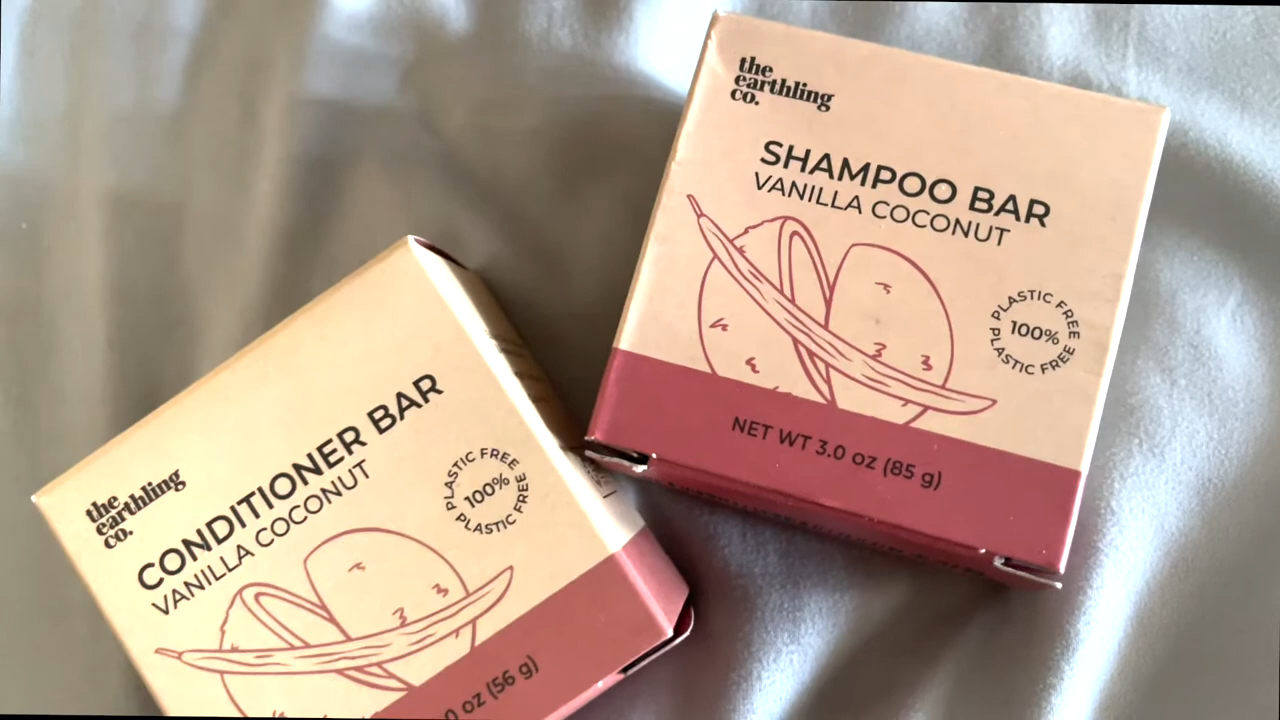 the
earthling
co.
SHAMPOO BAR
VANILLA COCONUT
PLASTIC FREE
100%
PLASTIC FREE
NET WT 3.0 oz (85 g)
the
earthling
co.
CONDITIONER BAR
VANILLA COCONUT
PLASTIC FREE
100%
PLASTIC FREE
0 oz (56 g)